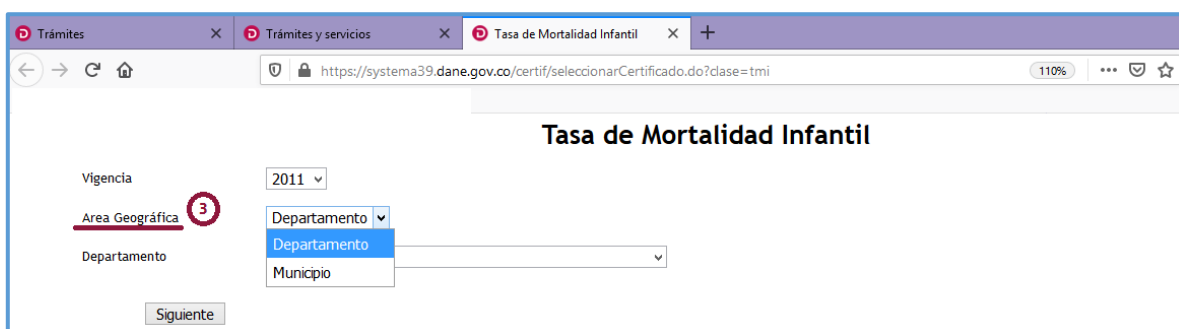 Trámites
Trámites y servicios
Tasa de Mortalidad Infantil
https://systema39.dane.gov.co/certif/seleccionarCertificado.do?clase=tmi
110%
Tasa de Mortalidad Infantil
Vigencia 2011
Area Geográfica 3 Departamento
Departamento
Departamento
Municipio
Siguiente